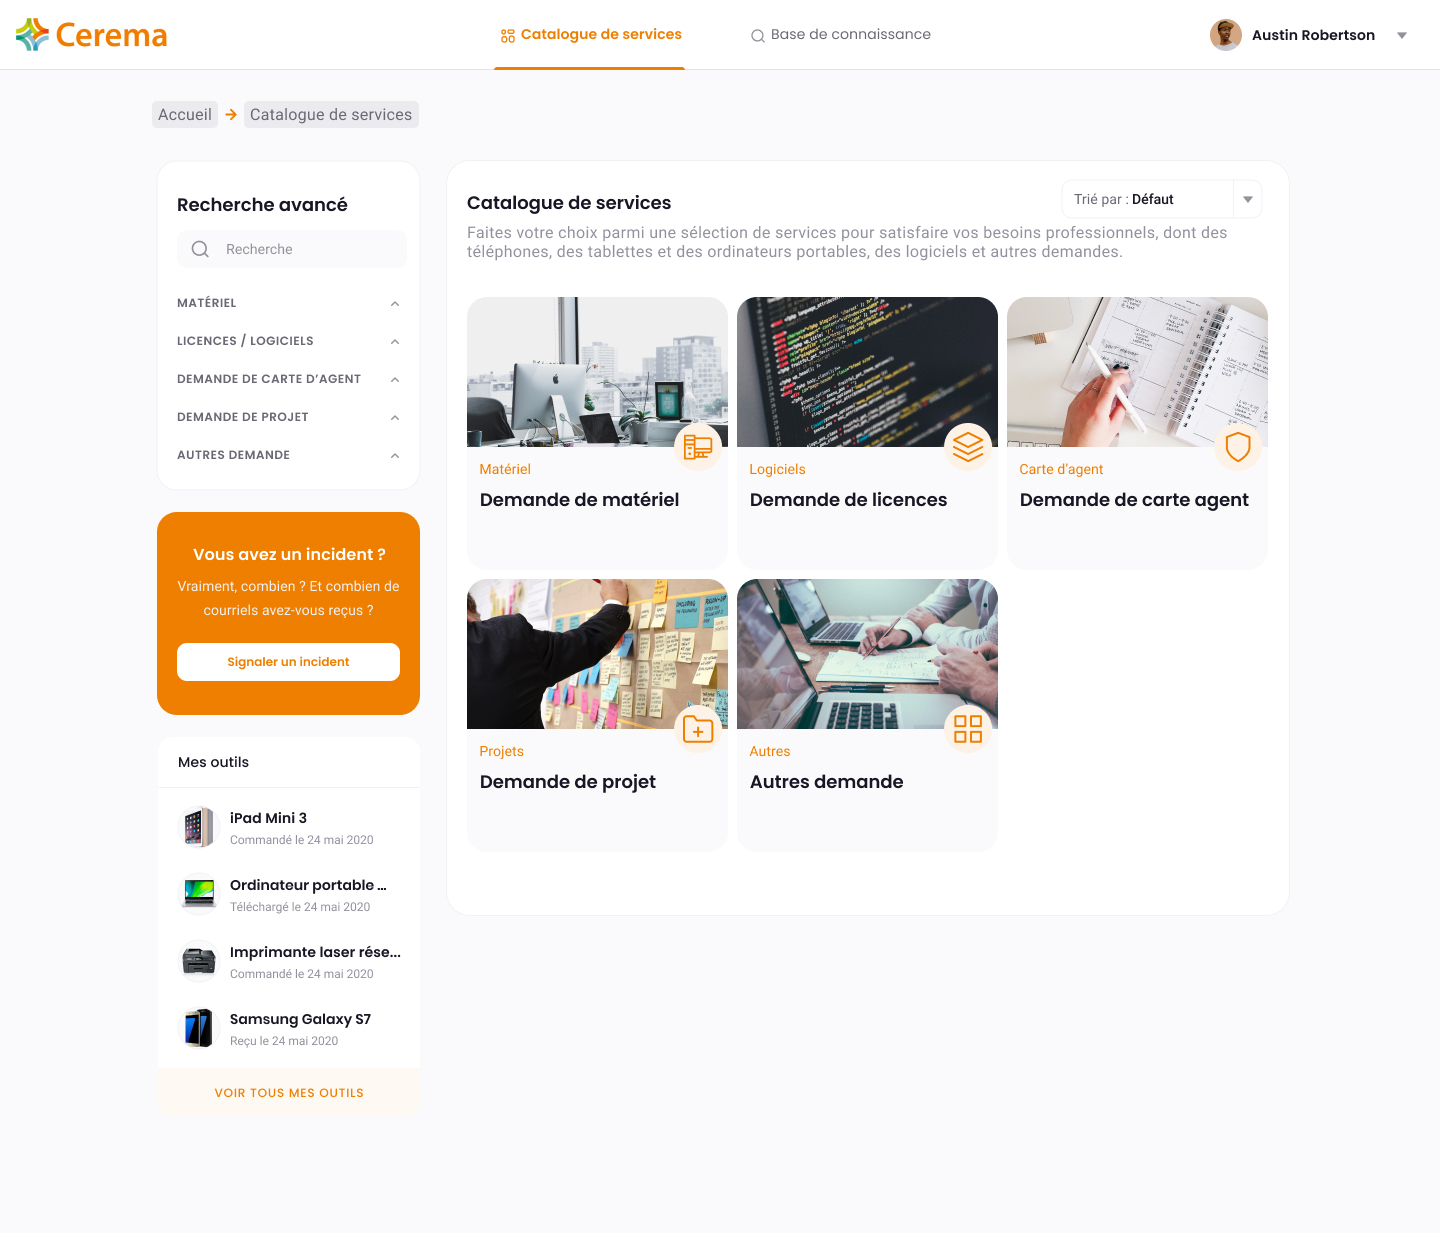 Cerema
Catalogue de services
Base de connaissance
Austin Robertson
Accueil
Catalogue de services
Recherche avancé
Recherche
MATÉRIEL
LICENCES / LOGICIELS
DEMANDE DE CARTE D’AGENT
DEMANDE DE PROJET
AUTRES DEMANDE
Vous avez un incident ?
Vraiment, combien ? Et combien de
courriels avez-vous reçus ?
Signaler un incident
Mes outils
iPad Mini 3
Commandé le 24 mai 2020
Ordinateur portable ...
Téléchargé le 24 mai 2020
Imprimante laser rése...
Commandé le 24 mai 2020
Samsung Galaxy S7
Reçu le 24 mai 2020
VOIR TOUS MES OUTILS
Catalogue de services
Trié par : Défaut
Faites votre choix parmi une sélection de services pour satisfaire vos besoins professionnels, dont des
téléphones, des tablettes et des ordinateurs portables, des logiciels et autres demandes.
Matériel
Demande de matériel
Logiciels
Demande de licences
Carte d’agent
Demande de carte agent
Projets
Demande de projet
Autres
Autres demande